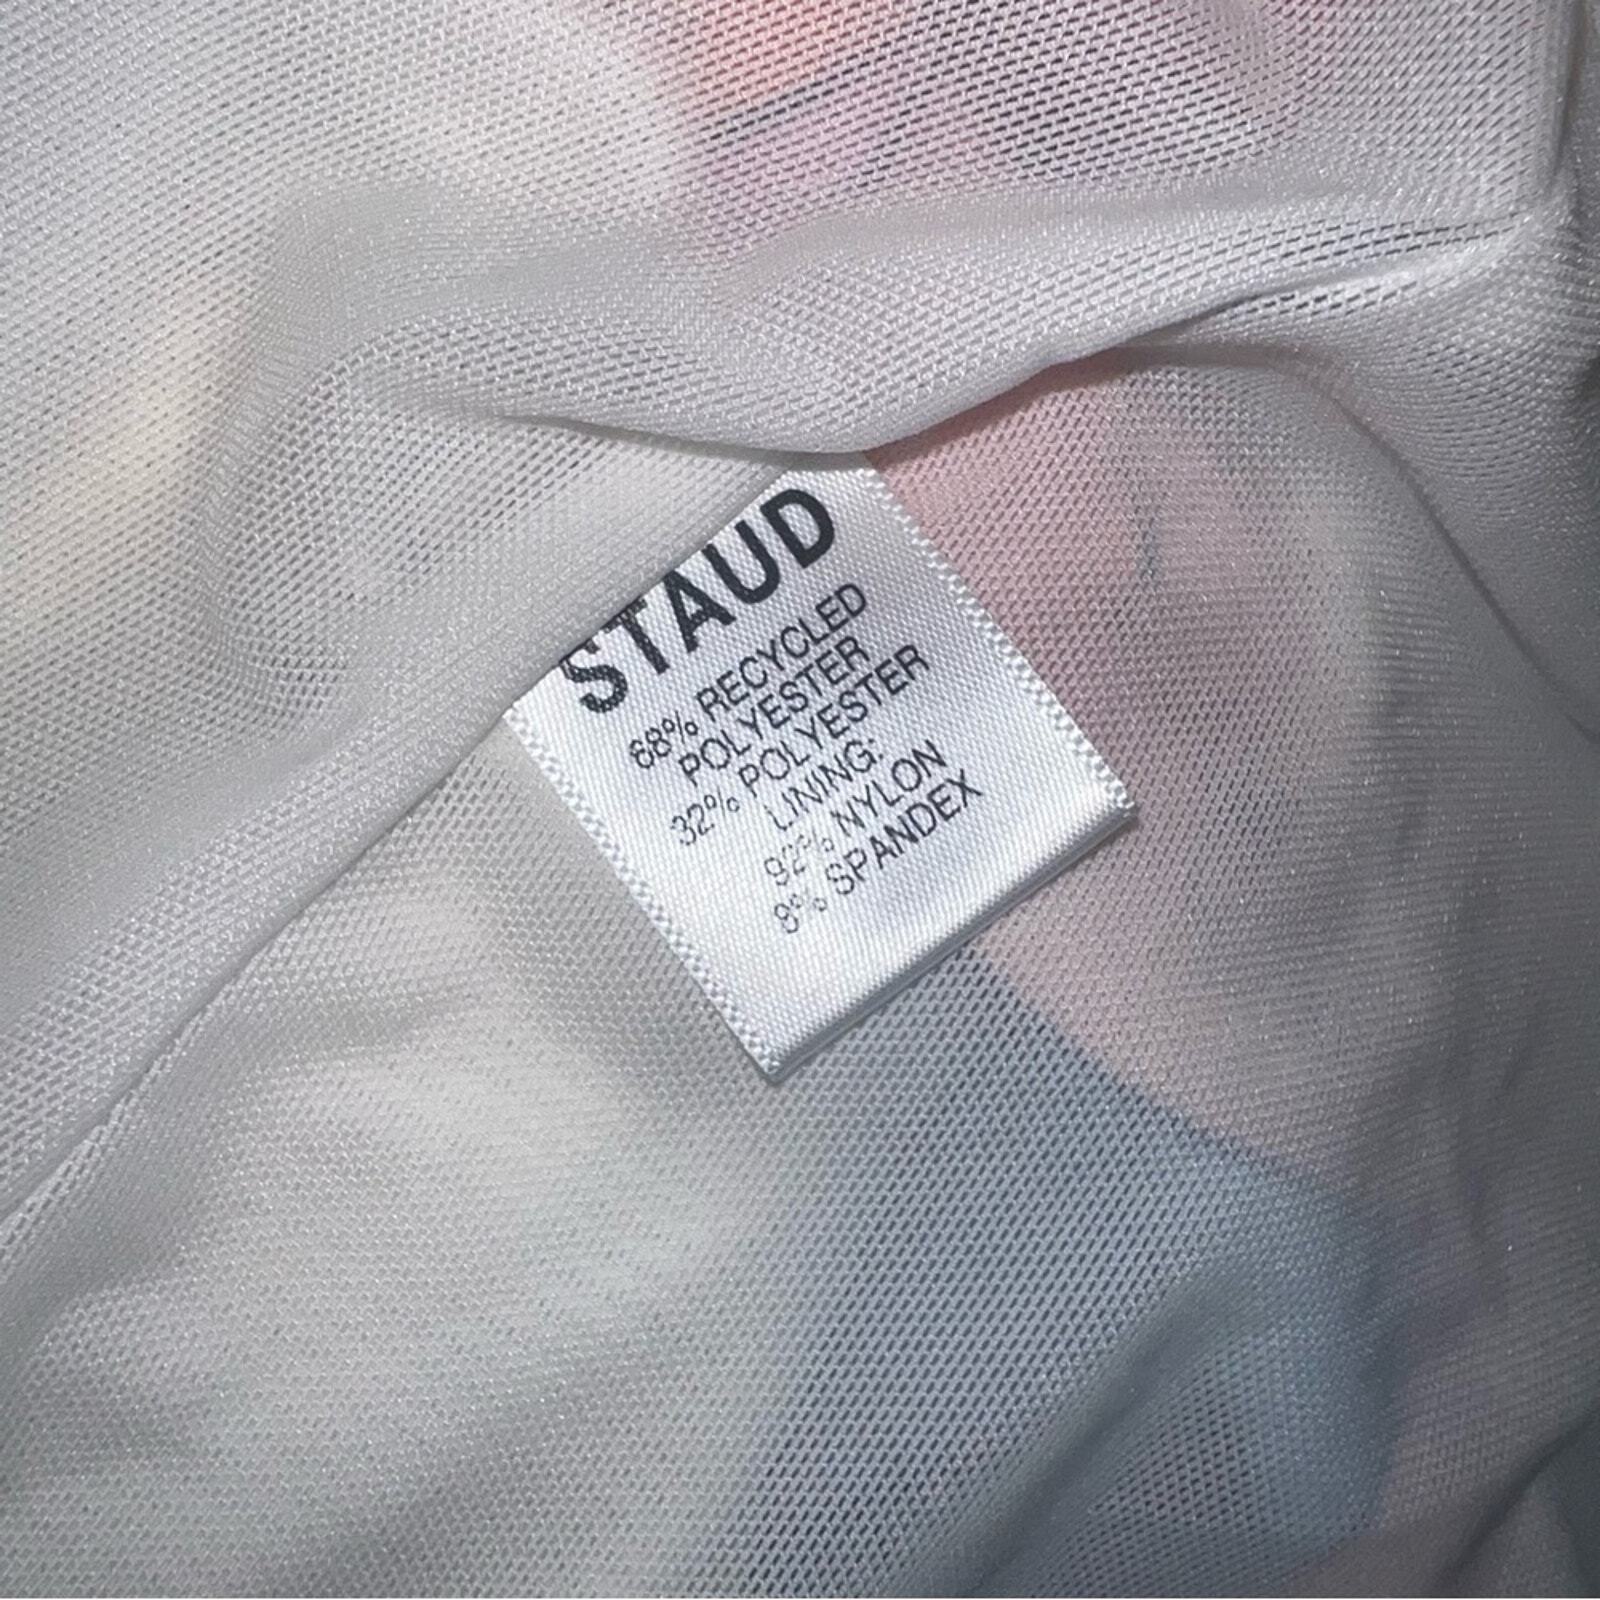 STAUD
68% RECYCLED
POLYESTER
32% POLYESTER
LINING:
92% NYLON
8% SPANDEX